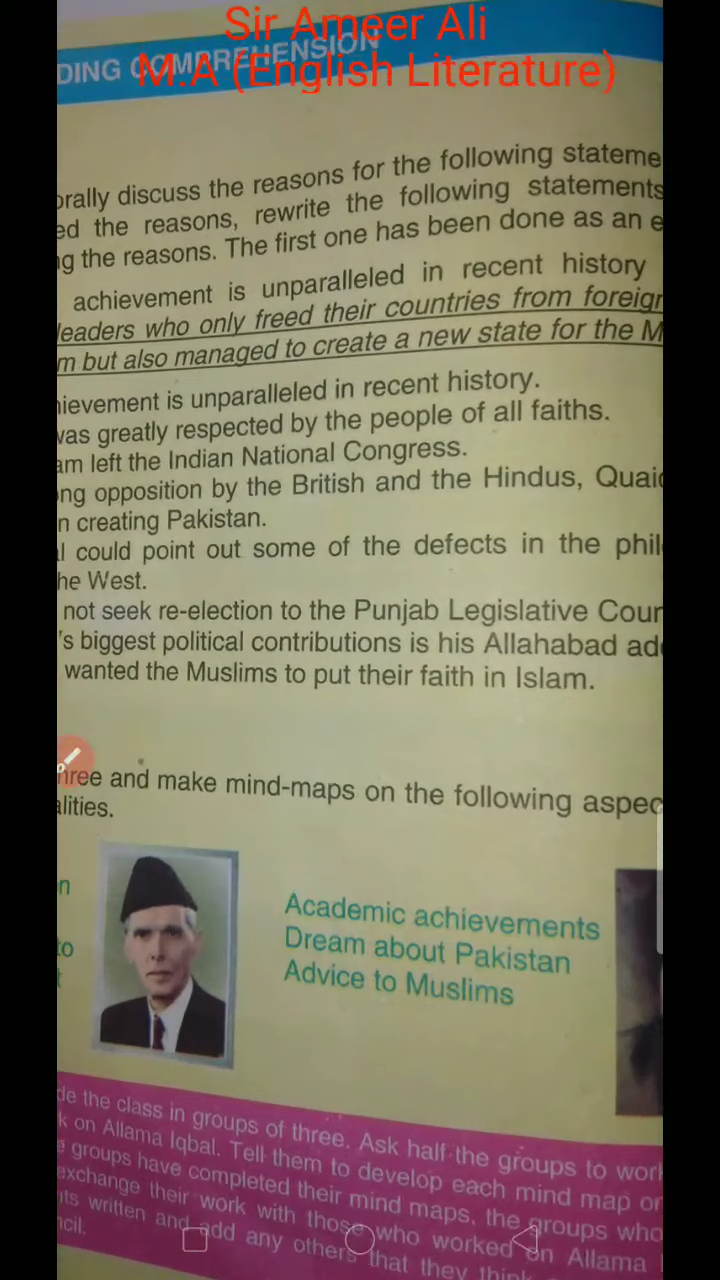 Sir Ameer Ali
M.A (English Literature)
DING COMPREHENSION
orally discuss the reasons for the following stateme
ed the reasons, rewrite the following statements
g the reasons. The first one has been done as an e
achievement is unparalleled in recent history
leaders who only freed their countries from foreign
m but also managed to create a new state for the M
hievement is unparalleled in recent history.
was greatly respected by the people of all faiths.
am left the Indian National Congress.
ong opposition by the British and the Hindus, Quaid
n creating Pakistan.
l could point out some of the defects in the phil
he West.
not seek re-election to the Punjab Legislative Coun
's biggest political contributions is his Allahabad ad
wanted the Muslims to put their faith in Islam.
hree and make mind-maps on the following aspec
alities.
n
to
t
Academic achievements
Dream about Pakistan
Advice to Muslims
de the class in groups of three. Ask half the groups to work
k on Allama Iqbal. Tell them to develop each mind map on
e groups have completed their mind maps, the groups who
exchange their work with those who worked on Allama
nts written and add any others that they think
ncil.